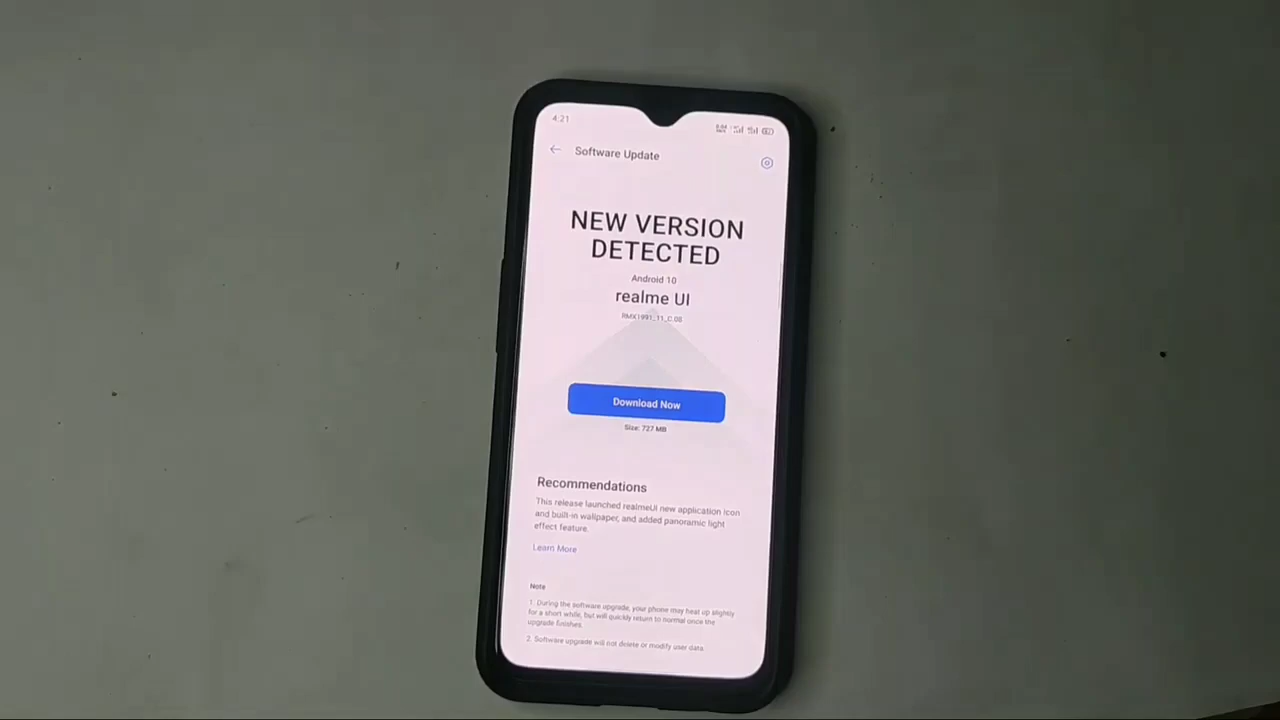 4.21
Software Update
NEW VERSION
DETECTED
Android 10
realme UI
RMX1991_11_C.08
Download Now
Size: 727 MB
Recommendations
This release launched realmeUI new application icon
and built-in wallpaper, and added panoramic light
effect feature.
Learn More
Note
1. During the software upgrade, your phone may heat up slightly
for a short while, but will quickly return to normal once the
upgrade finishes.
2. Software upgrade will not delete or modify user data.